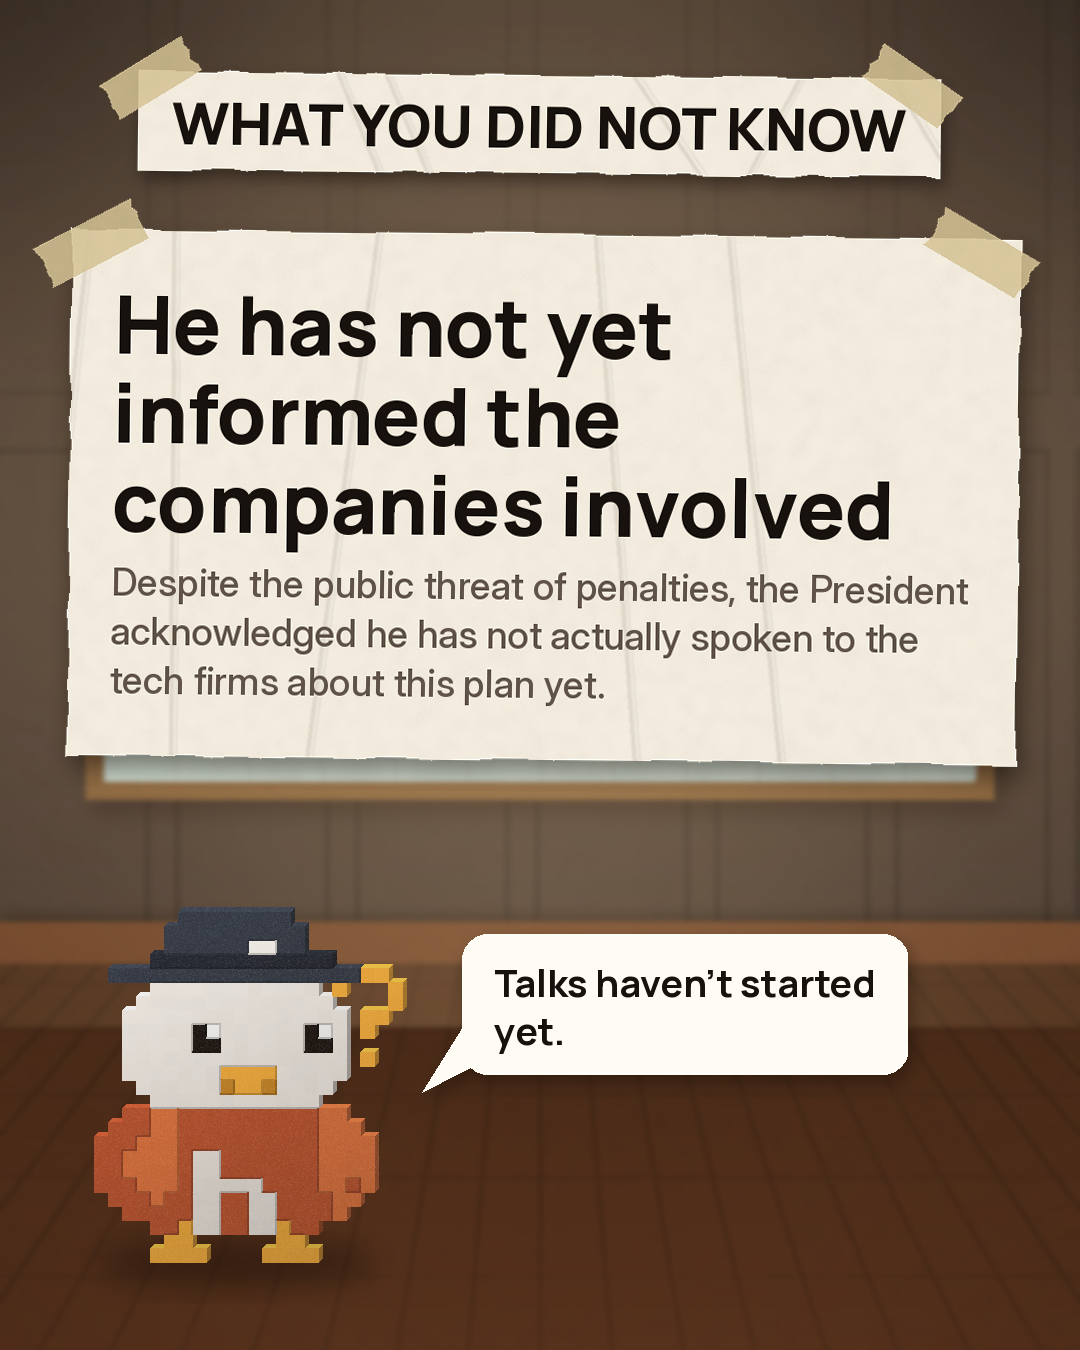 WHAT YOU DID NOT KNOW
He has not yet
informed the
companies involved
Despite the public threat of penalties, the President
acknowledged he has not actually spoken to the
tech firms about this plan yet.
Talks haven’t started
yet.
h